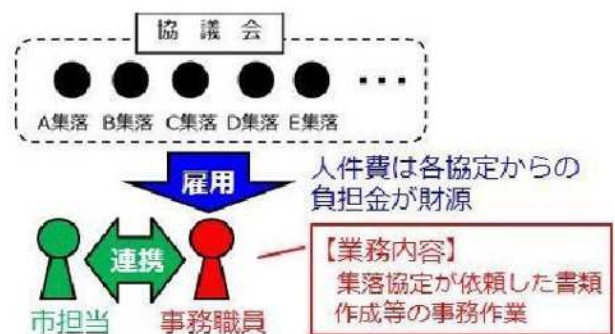 協 議 会
A集落 B集落 C集落 D集落 E集落
・・・
雇用
人件費は各協定からの
負担金が財源
連携
市担当 事務職員
【業務内容】
集落協定が依頼した書類
作成等の事務作業